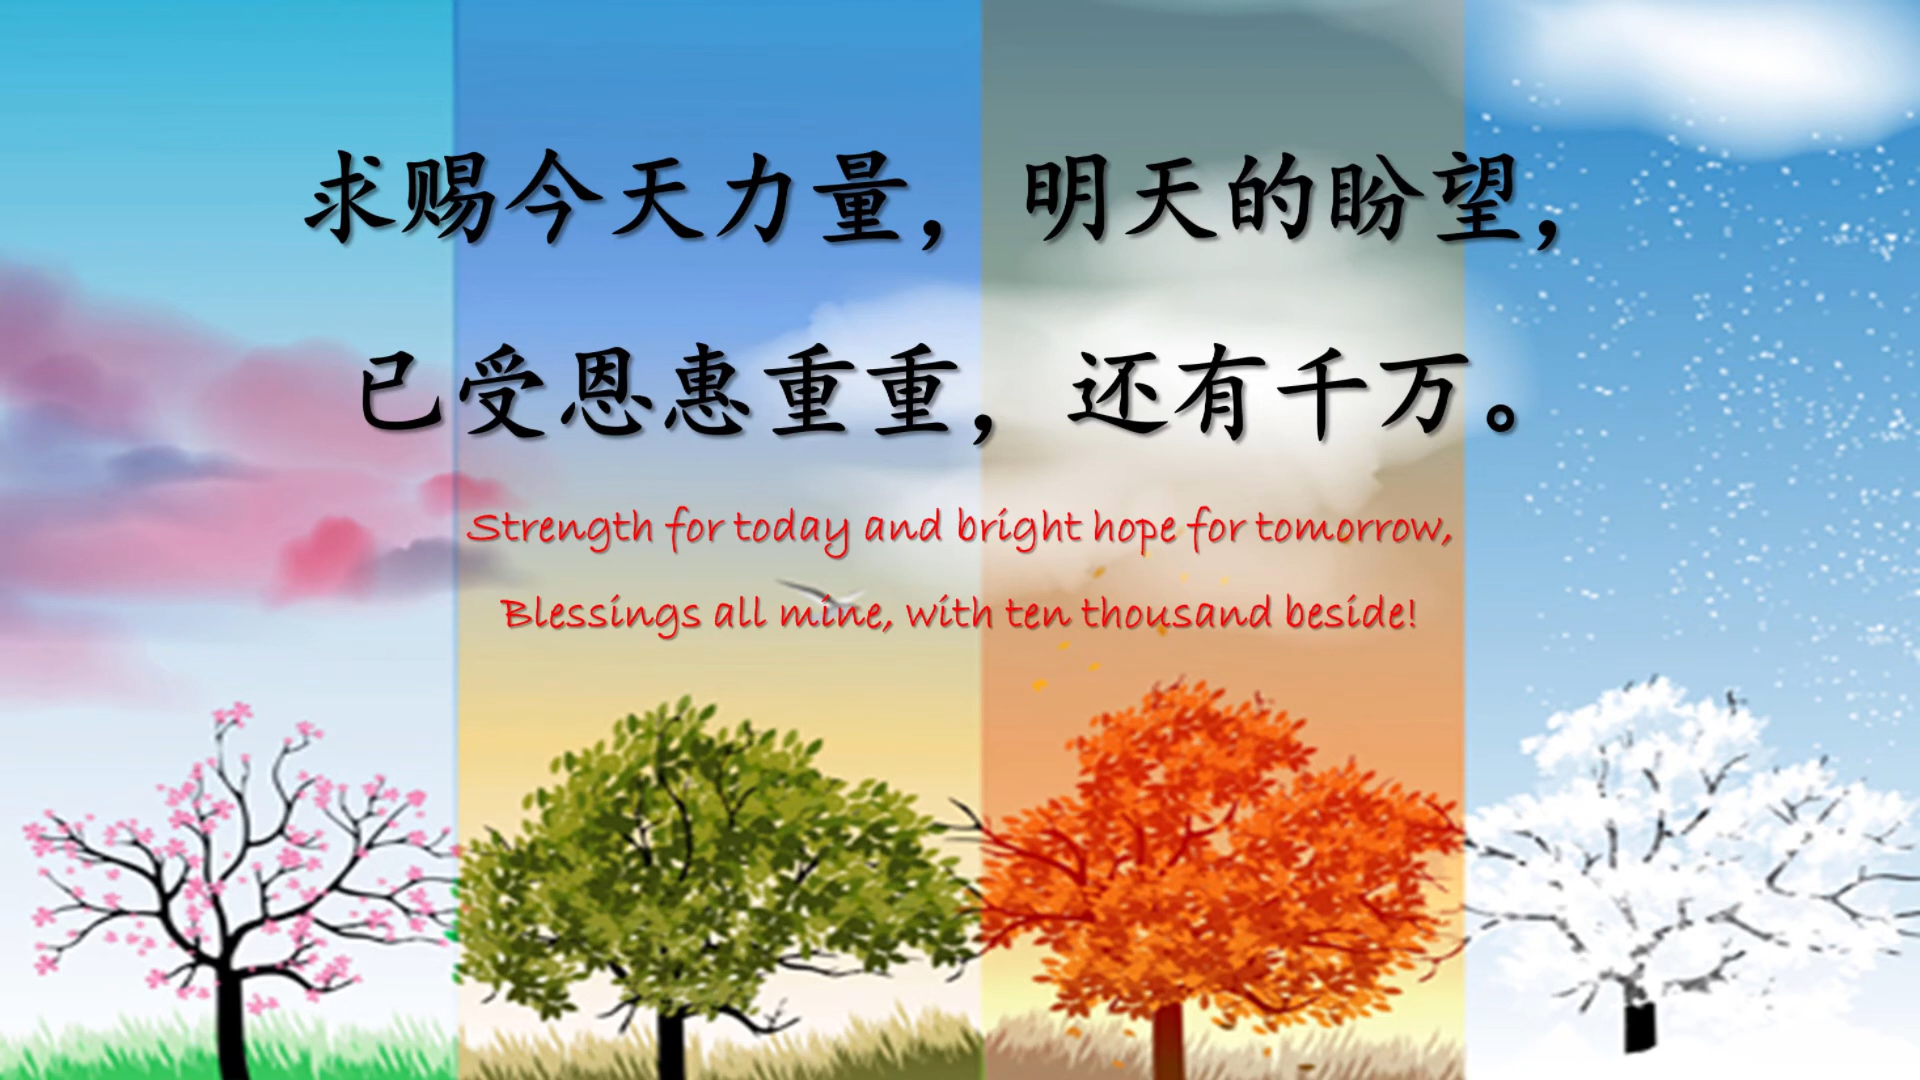 求赐今天力量，明天的盼望，
已受恩惠重重，还有千万。
Strength for today and bright hope for tomorrow,
Blessings all mine, with ten thousand beside!